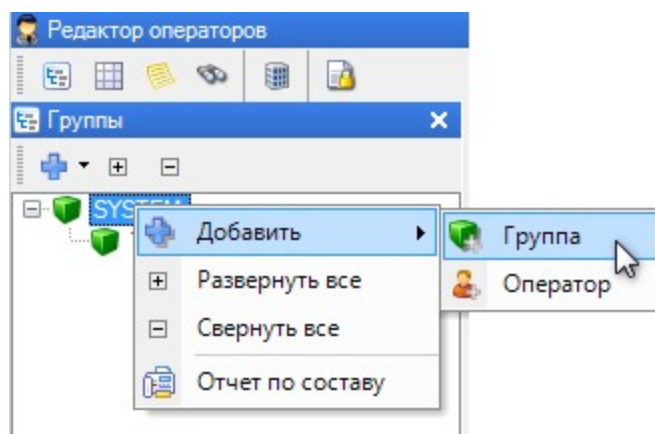 Редактор операторов
Группы
SYSTEM
Добавить
Группа
Развернуть все
Оператор
Свернуть все
Отчет по составу